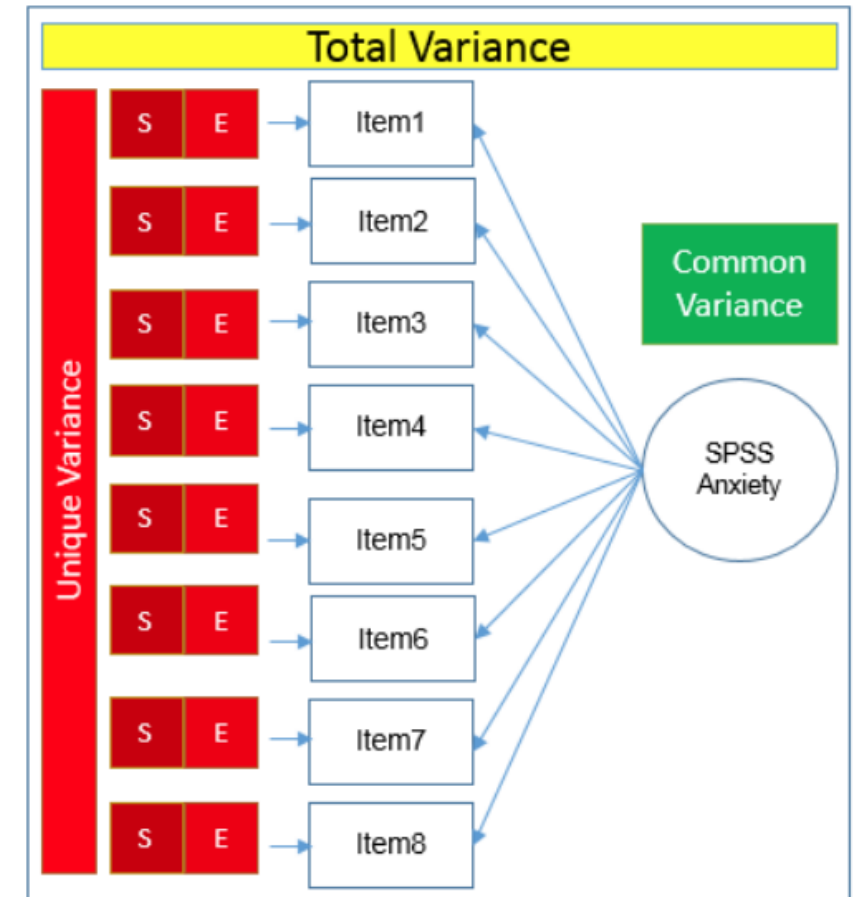 Total Variance
Unique Variance
S E Item1
S E Item2
Common
Variance
S E Item3
S E Item4
SPSS
Anxiety
S E Item5
S E Item6
S E Item7
S E Item8